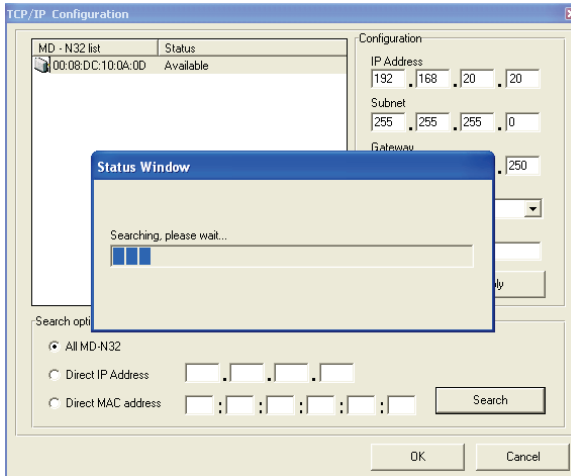 TCP/IP Configuration
MD - N32 list Status
00:08:DC:10:0A:0D Available
Configuration
IP Address
192 . 168 . 20 . 20
Subnet
255 . 255 . 255 . 0
Gateway
. 250
Status Window
Searching, please wait...
Search opti
All MD-N32
Direct IP Address . . .
Direct MAC address : : : : :
Search
OK Cancel